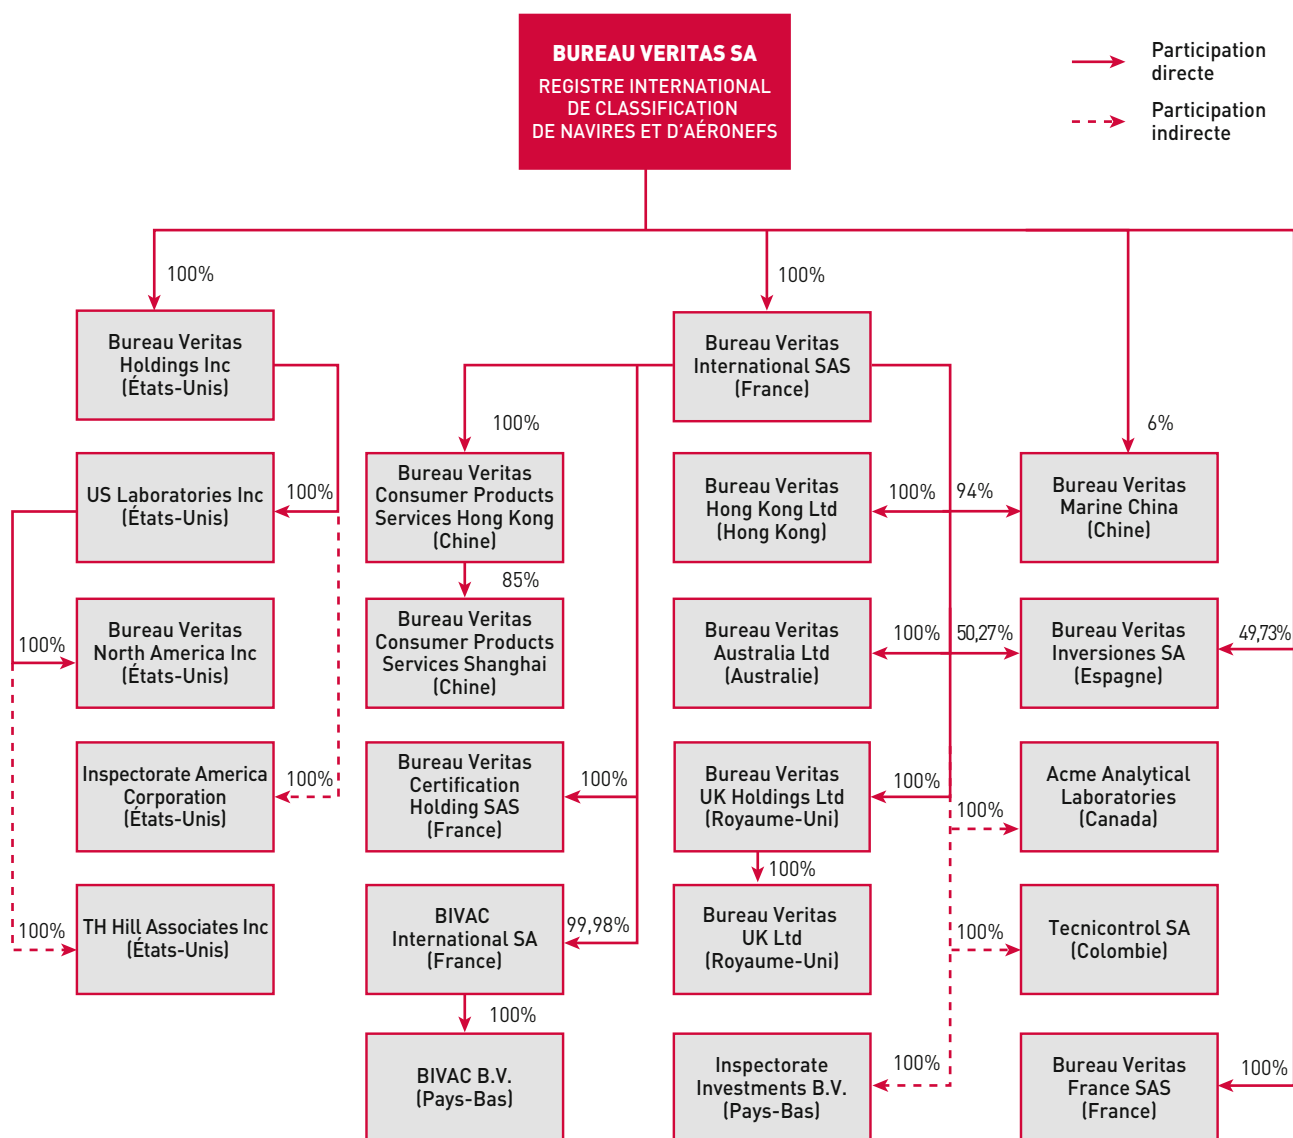 BUREAU VERITAS SA
REGISTRE INTERNATIONAL
DE CLASSIFICATION
DE NAVIRES ET D'AÉRONEFS
Participation
directe
Participation
indirecte
100%
100%
Bureau Veritas
Holdings Inc
(États-Unis)
Bureau Veritas
International SAS
(France)
100%
6%
US Laboratories Inc
(États-Unis)
100%
Bureau Veritas
Consumer Products
Services Hong Kong
(Chine)
Bureau Veritas
Hong Kong Ltd
(Hong Kong)
100%
94%
Bureau Veritas
Marine China
(Chine)
85%
100%
Bureau Veritas
North America Inc
(États-Unis)
Bureau Veritas
Consumer Products
Services Shanghai
(Chine)
Bureau Veritas
Australia Ltd
(Australie)
100%
50,27%
Bureau Veritas
Inversiones SA
(Espagne)
49,73%
Inspectorate America
Corporation
(États-Unis)
100%
Bureau Veritas
Certification
Holding SAS
(France)
100%
Bureau Veritas
UK Holdings Ltd
(Royaume-Uni)
100%
100%
Acme Analytical
Laboratories
(Canada)
100%
100%
TH Hill Associates Inc
(États-Unis)
BIVAC
International SA
(France)
99,98%
Bureau Veritas
UK Ltd
(Royaume-Uni)
100%
Tecnicontrol SA
(Colombie)
100%
BIVAC B.V.
(Pays-Bas)
Inspectorate
Investments B.V.
(Pays-Bas)
100%
Bureau Veritas
France SAS
(France)
100%